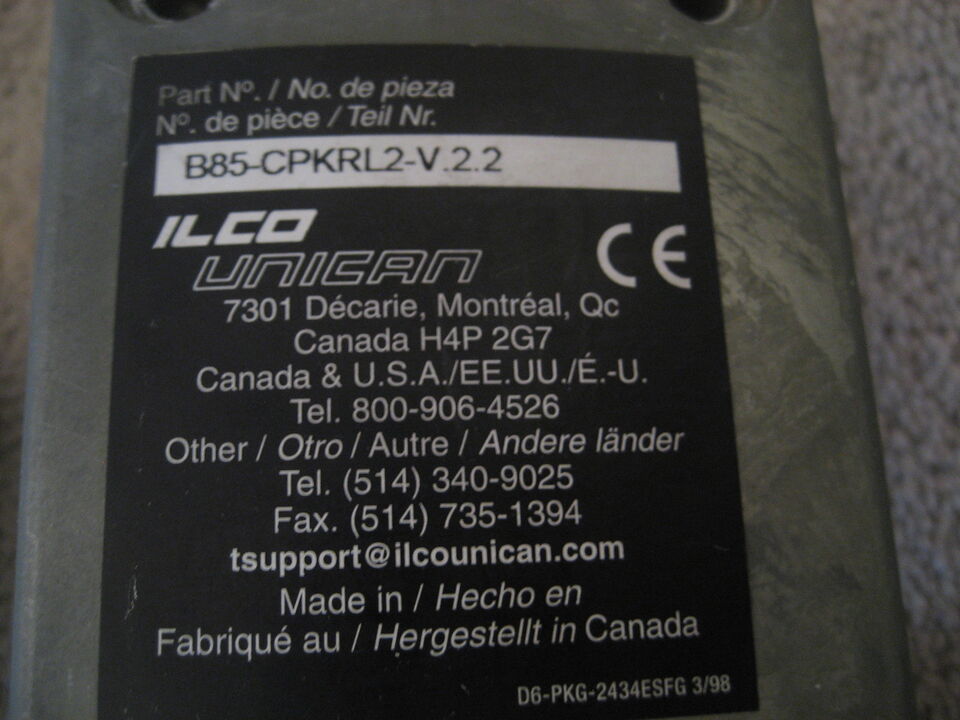 Part Nº. / No. de pieza
Nº. de pièce / Teil Nr.
B85-CPKRL2-V.2.2
ILCO
UNICAN
CE
7301 Décarie, Montréal, Qc
Canada H4P 2G7
Canada & U.S.A./EE.UU./É.-U.
Tel. 800-906-4526
Other / Otro / Autre / Andere länder
Tel. (514) 340-9025
Fax. (514) 735-1394
tsupport@ilcounican.com
Made in / Hecho en
Fabriqué au / Hergestellt in Canada
D6-PKG-2434ESFG 3/98